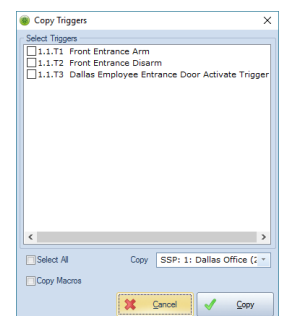 Copy Triggers
Select Triggers
1.1.T1 Front Entrance Arm
1.1.T2 Front Entrance Disarm
1.1.T3 Dallas Employee Entrance Door Activate Trigger
Select All Copy SSP: 1: Dallas Office (
Copy Macros
Cancel Copy